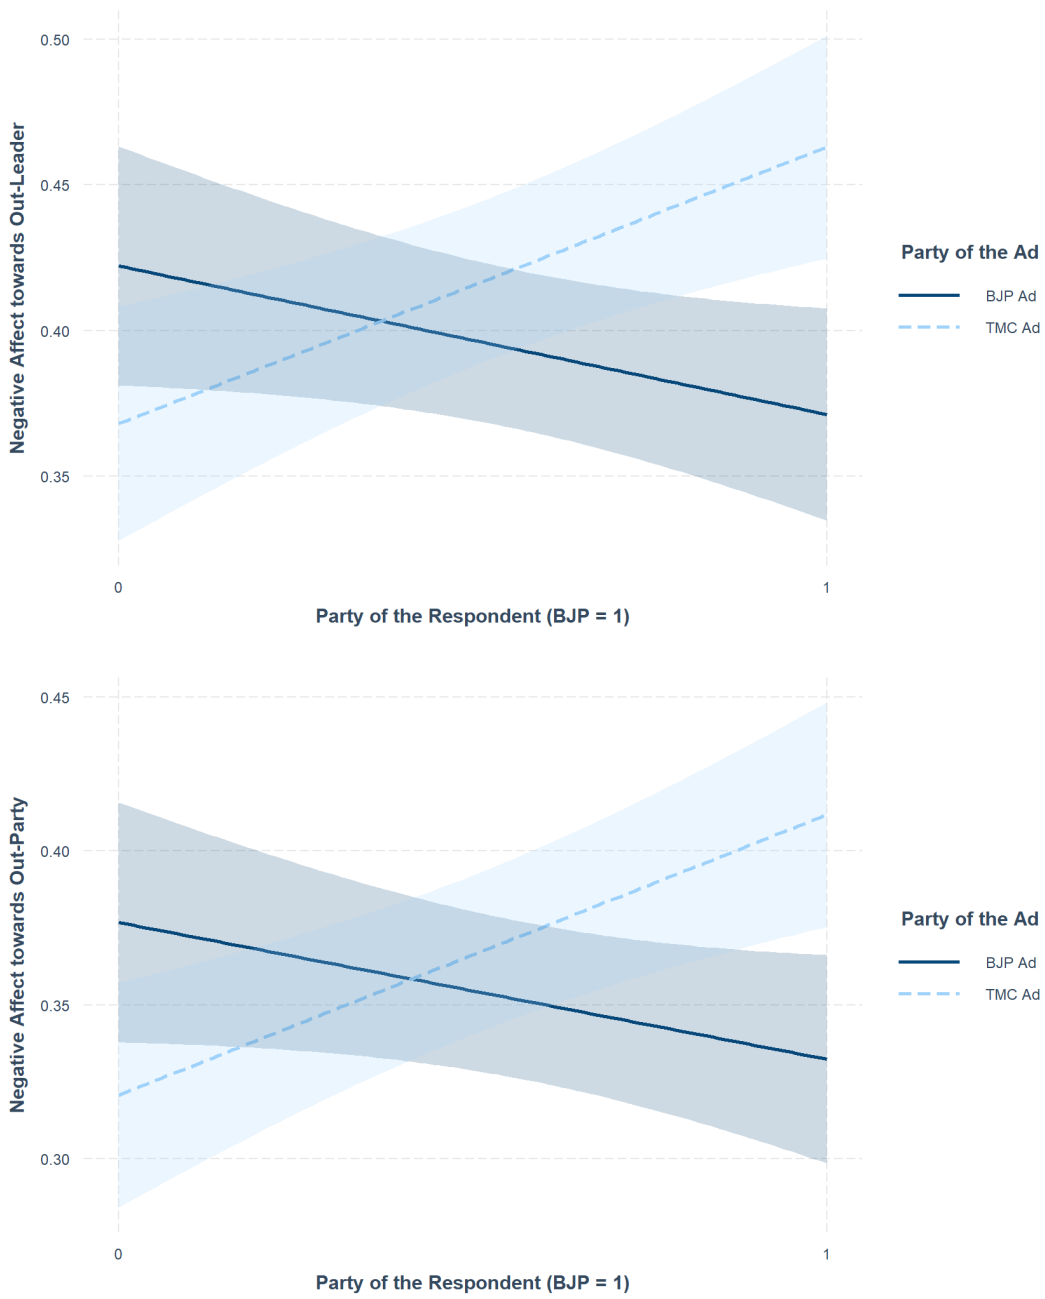 0.50
0.45
0.40
0.35
Negative Affect towards Out-Leader
0
1
Party of the Respondent (BJP = 1)
Party of the Ad
BJP Ad
TMC Ad
0.45
0.40
0.35
0.30
Negative Affect towards Out-Party
0
1
Party of the Respondent (BJP = 1)
Party of the Ad
BJP Ad
TMC Ad